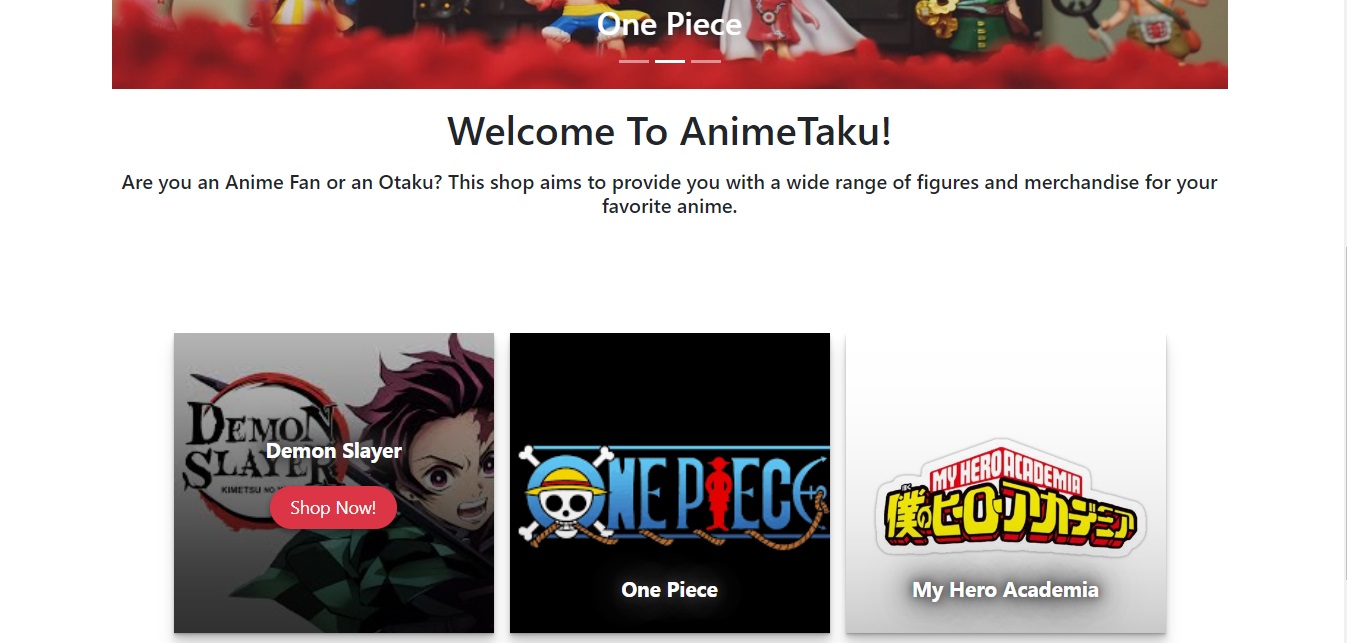 One Piece
Welcome To AnimeTaku!
Are you an Anime Fan or an Otaku? This shop aims to provide you with a wide range of figures and merchandise for your
favorite anime.
DEMON
SLAYER
KIMETSU NO
Demon Slayer
Shop Now!
ONE PIECE
One Piece
MY HERO ACADEMIA
僕のヒーローアカデミア
My Hero Academia